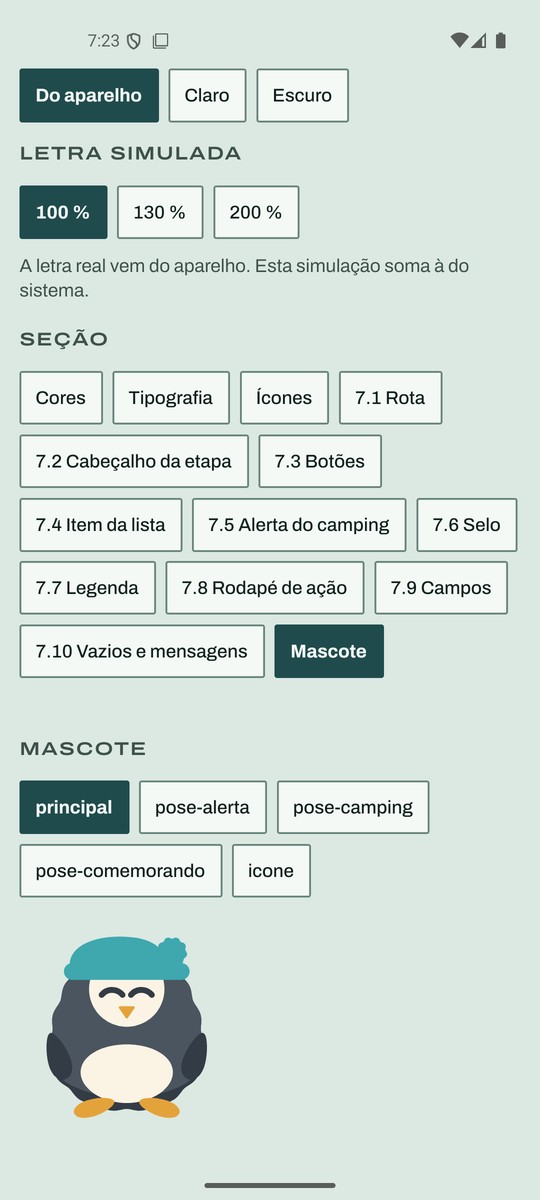 7:23
Do aparelho Claro Escuro
LETRA SIMULADA
100 % 130 % 200 %
A letra real vem do aparelho. Esta simulação soma à do
sistema.
SEÇÃO
Cores Tipografia Ícones 7.1 Rota
7.2 Cabeçalho da etapa 7.3 Botões
7.4 Item da lista 7.5 Alerta do camping 7.6 Selo
7.7 Legenda 7.8 Rodapé de ação 7.9 Campos
7.10 Vazios e mensagens Mascote
MASCOTE
principal pose-alerta pose-camping
pose-comemorando icone